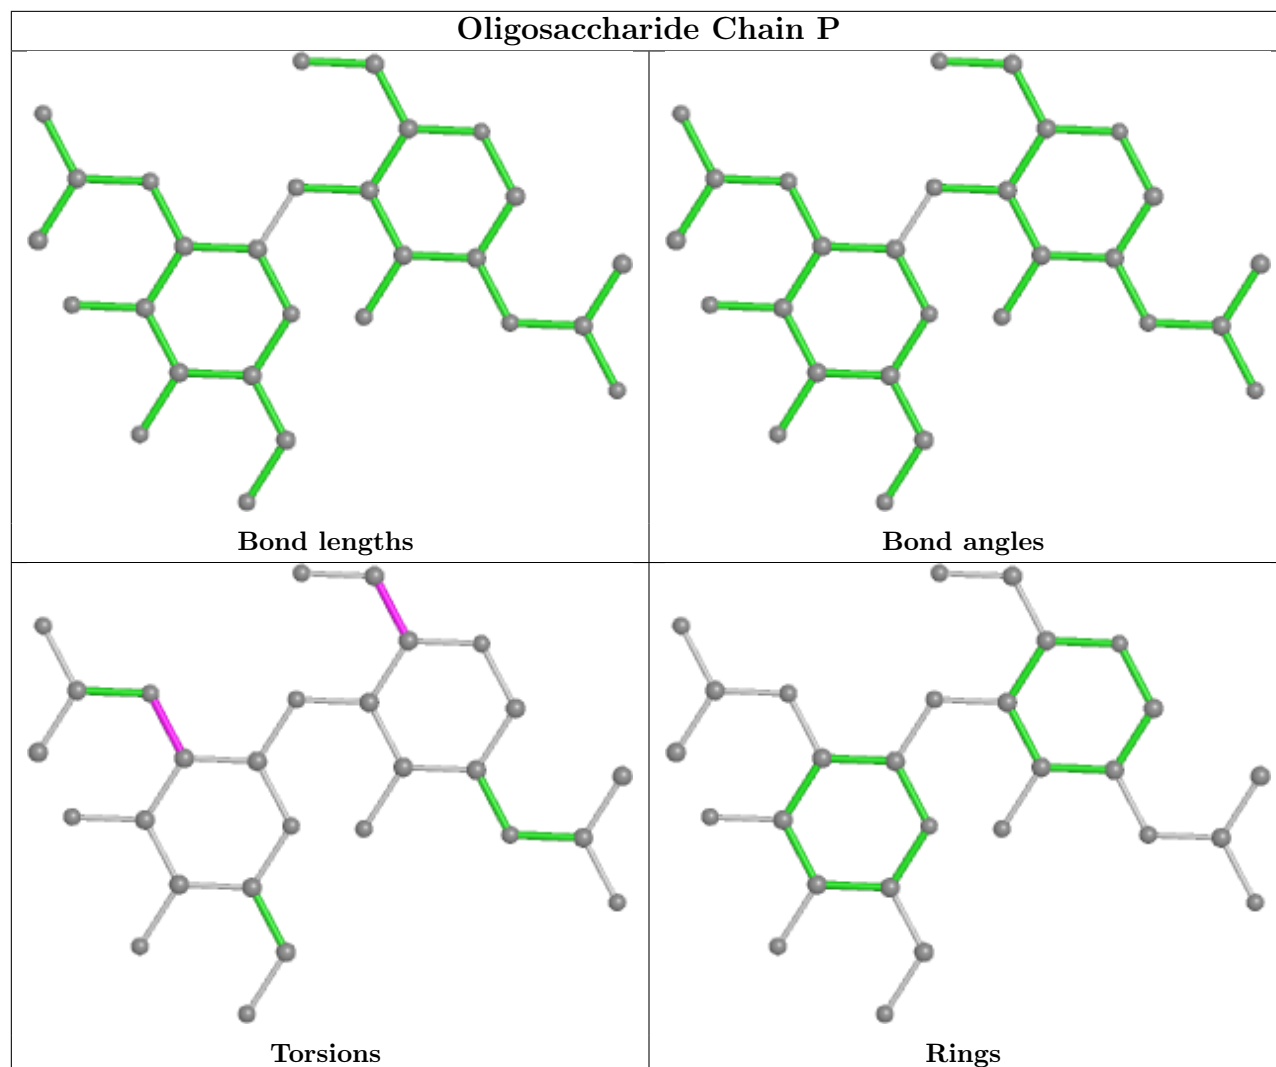 Oligosaccharide Chain P
Bond lengths
Bond angles
Torsions
Rings